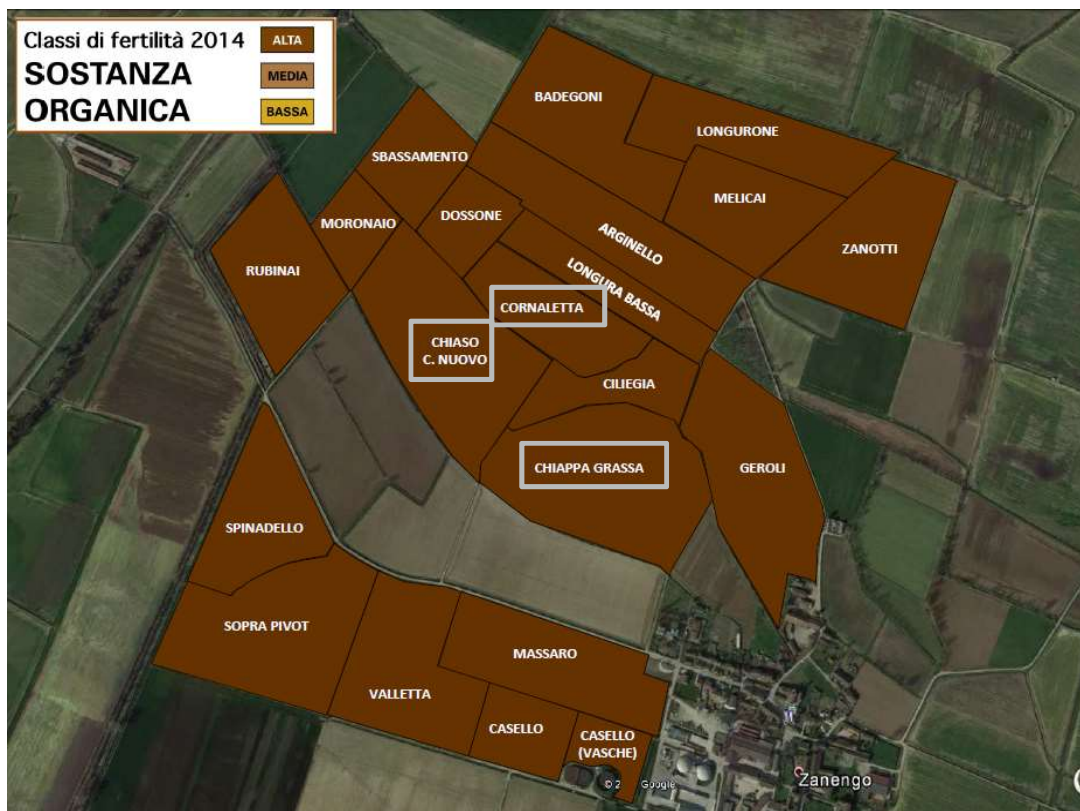 Classi di fertilità 2014
SOSTANZA
ORGANICA
ALTA
MEDIA
BASSA
BADEGONI
LONGURONE
SBASSAMENTO
MELICAI
MORONAIO
DOSSONE
ARGINELLO
ZANOTTI
RUBINAI
LONGURA BASSA
CORNALETTA
CHIASO
C. NUOVO
CILIEGIA
CHIAPPA GRASSA
GEROLI
SPINADELLO
SOPRA PIVOT
MASSARO
VALLETTA
CASELLO
CASELLO
(VASCHE)
Google
Zanengo